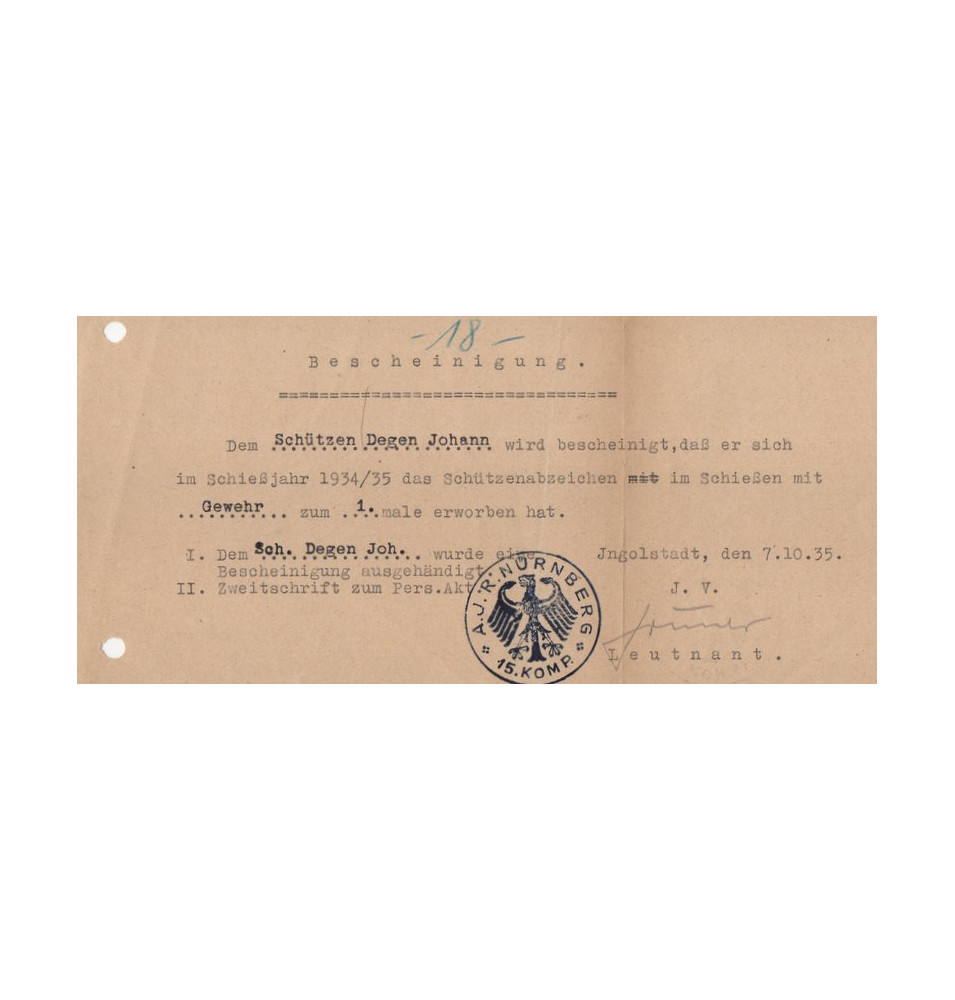 -18-
Bescheinigung.
=================================
Dem Schützen Degen Johann wird bescheinigt,daß er sich
im Schießjahr 1934/35 das Schützenabzeichen mit im Schießen mit
..Gewehr... zum ..1..male erworben hat.
I. Dem Sch. Degen Joh... wurde eine
Bescheinigung ausgehändigt.
II. Zweitschrift zum Pers.Akt
Jngolstadt, den 7.10.35.
J. V.
Leutnant.
A.J.'R.'NÜRNBERG
15.KOMP.